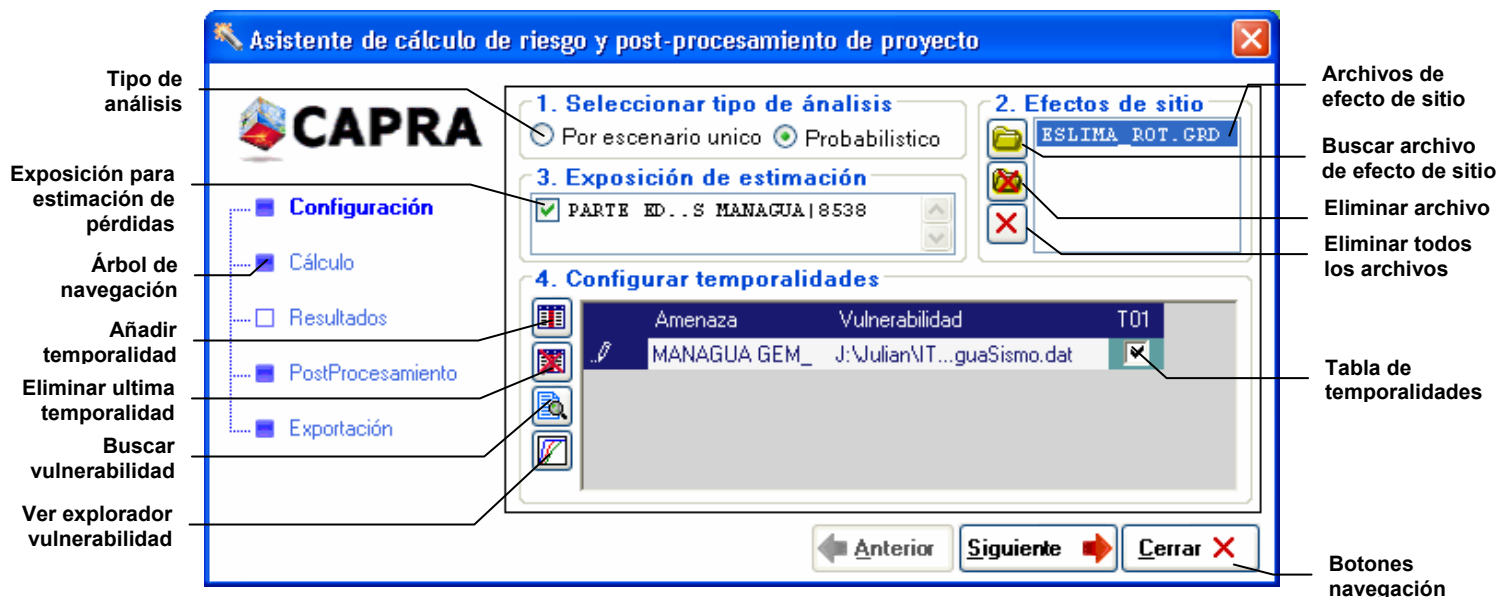 Asistente de cálculo de riesgo y post-procesamiento de proyecto
Tipo de
análisis
Exposición para
estimación de
pérdidas
Árbol de
navegación
Añadir
temporalidad
Eliminar ultima
temporalidad
Buscar
vulnerabilidad
Ver explorador
vulnerabilidad
CAPRA
Configuración
Cálculo
Resultados
PostProcesamiento
Exportación
1. Seleccionar tipo de ánalisis
Por escenario unico Probabilistico
2. Efectos de sitio
ESLIMA_ROT.GRD
3. Exposición de estimación
PARTE ED..S MANAGUA|8538
4. Configurar temporalidades
Amenaza Vulnerabilidad T01
MANAGUA GEM_ J:\Julian\IT...guaSismo.dat
Anterior Siguiente Cerrar
Archivos de
efecto de sitio
Buscar archivo
de efecto de sitio
Eliminar archivo
Eliminar todos
los archivos
Tabla de
temporalidades
Botones
navegación